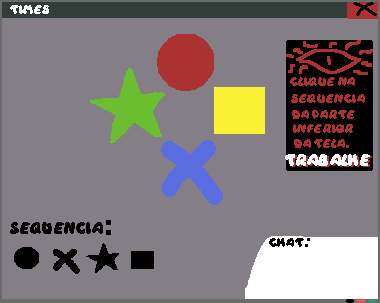 TIMES
CLIQUE NA
SEQUENCIA
DA PARTE
INFERIOR
DA TELA.
TRABALHE
SEQUENCIA:
CHAT: